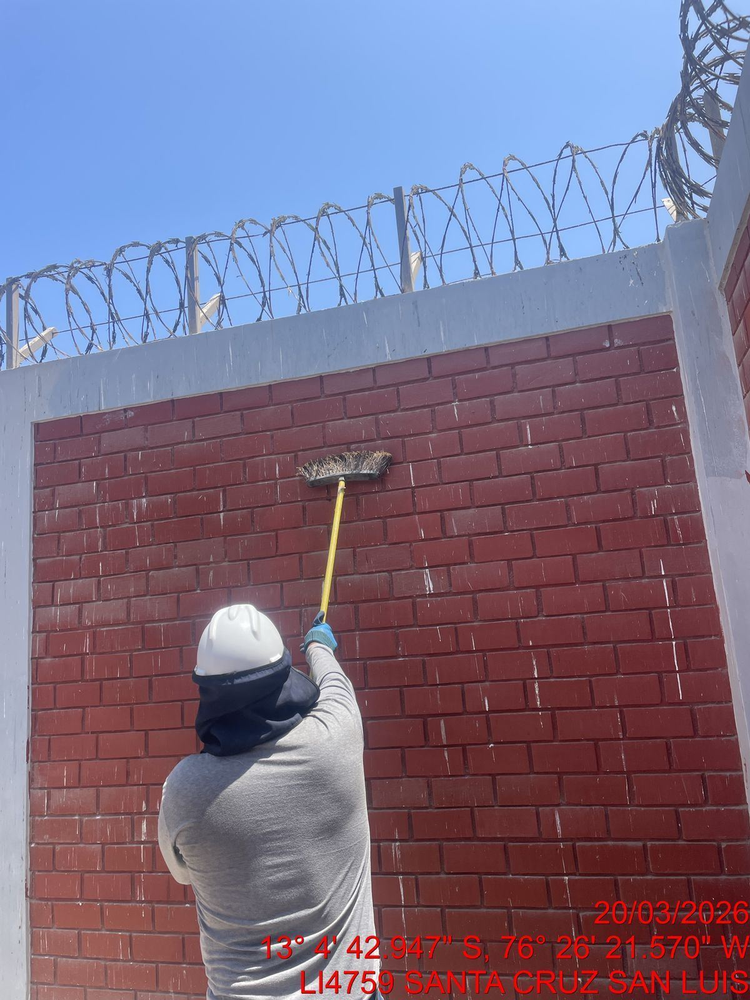 20/03/2026
13° 4' 42.947" S, 76° 26' 21.570" W
LI4759 SANTA CRUZ SAN LUIS